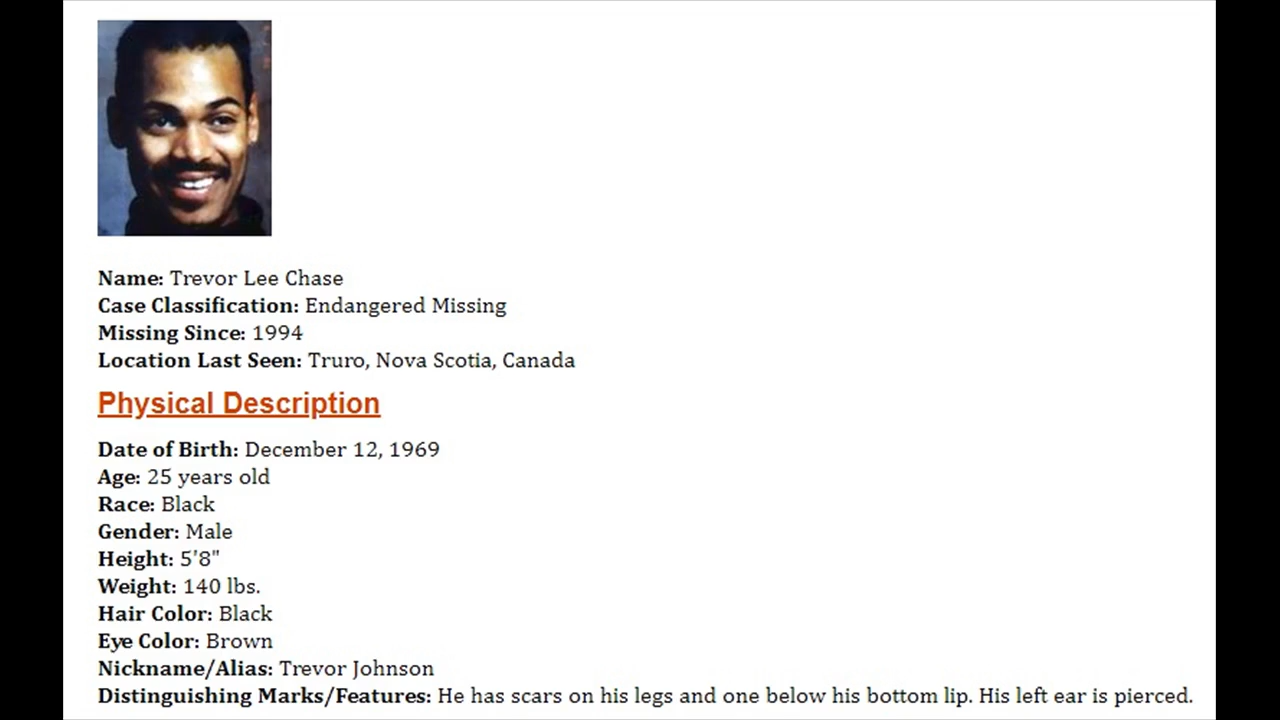 Name: Trevor Lee Chase
Case Classification: Endangered Missing
Missing Since: 1994
Location Last Seen: Truro, Nova Scotia, Canada
Physical Description
Date of Birth: December 12, 1969
Age: 25 years old
Race: Black
Gender: Male
Height: 5'8"
Weight: 140 lbs.
Hair Color: Black
Eye Color: Brown
Nickname/Alias: Trevor Johnson
Distinguishing Marks/Features: He has scars on his legs and one below his bottom lip. His left ear is pierced.